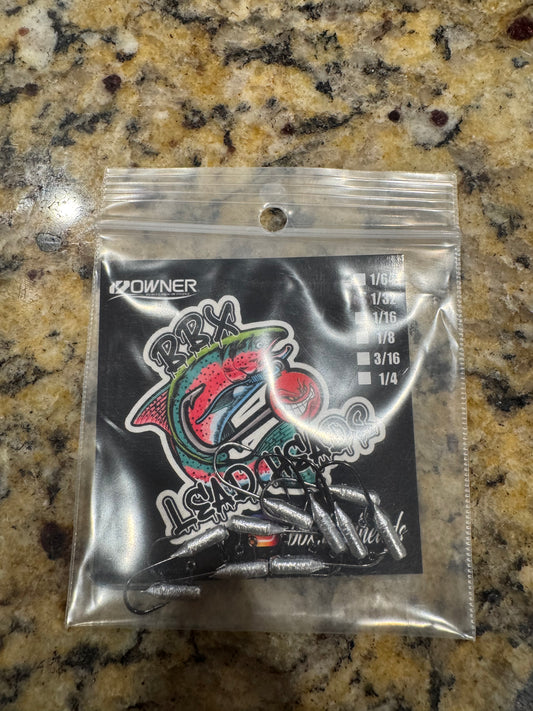 OWNER
1/64
1/32
1/16
1/8
3/16
1/4
BBX
LEAD HEADS